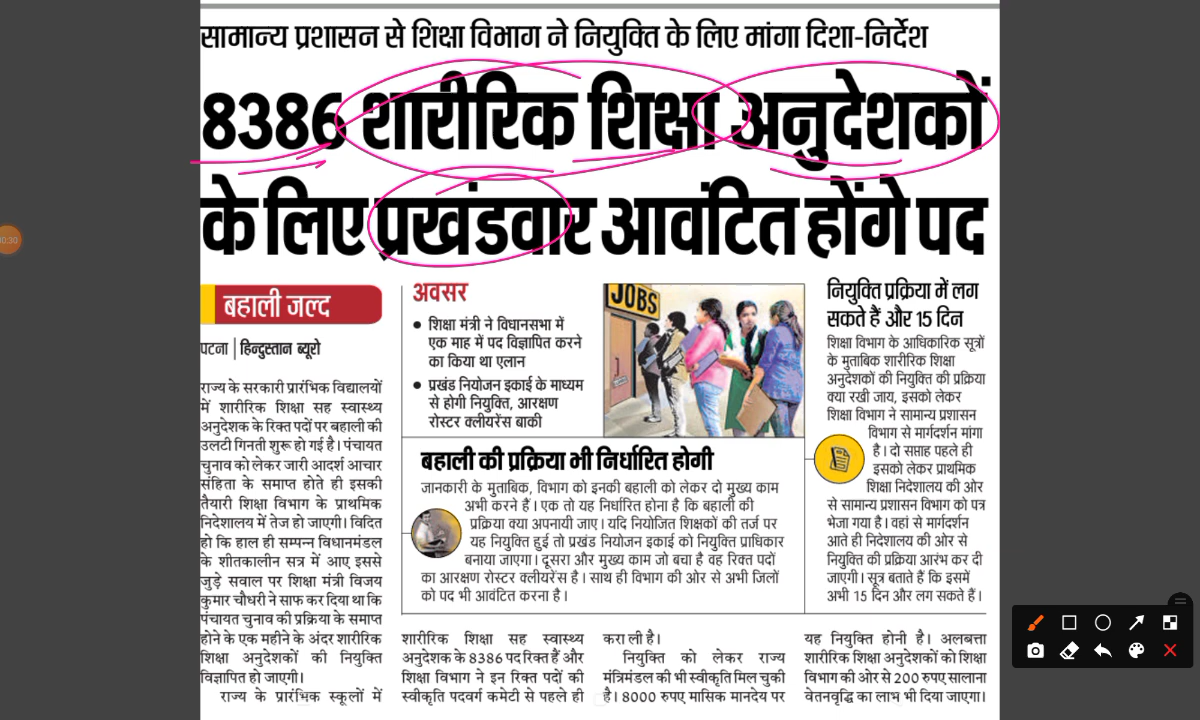 सामान्य प्रशासन से शिक्षा विभाग ने नियुक्ति के लिए मांगा दिशा-निर्देश
8386 शारीरिक शिक्षा अनुदेशकों
के लिए प्रखंडवार आवंटित होंगे पद
बहाली जल्द
पटना | हिन्दुस्तान ब्यूरो
राज्य के सरकारी प्रारंभिक विद्यालयों
में शारीरिक शिक्षा सह स्वास्थ्य
अनुदेशक के रिक्त पदों पर बहाली की
उलटी गिनती शुरू हो गई है। पंचायत
चुनाव को लेकर जारी आदर्श आचार
संहिता के समाप्त होते ही इसकी
तैयारी शिक्षा विभाग के प्राथमिक
निदेशालय में तेज हो जाएगी। विदित
हो कि हाल ही सम्पन्न विधानमंडल
के शीतकालीन सत्र में आए इससे
जुड़े सवाल पर शिक्षा मंत्री विजय
कुमार चौधरी ने साफ कर दिया था कि
पंचायत चुनाव की प्रक्रिया के समाप्त
होने के एक महीने के अंदर शारीरिक
शिक्षा अनुदेशकों की नियुक्ति
विज्ञापित हो जाएगी।
राज्य के प्रारंभिक स्कूलों में
अवसर
● शिक्षा मंत्री ने विधानसभा में
एक माह में पद विज्ञापित करने
का किया था एलान
● प्रखंड नियोजन इकाई के माध्यम
से होगी नियुक्ति, आरक्षण
रोस्टर क्लीयरेंस बाकी
JOBS
बहाली की प्रक्रिया भी निर्धारित होगी
जानकारी के मुताबिक, विभाग को इनकी बहाली को लेकर दो मुख्य काम
अभी करने हैं। एक तो यह निर्धारित होना है कि बहाली की
प्रक्रिया क्या अपनायी जाए। यदि नियोजित शिक्षकों की तर्ज पर
यह नियुक्ति हुई तो प्रखंड नियोजन इकाई को नियुक्ति प्राधिकार
बनाया जाएगा। दूसरा और मुख्य काम जो बचा है वह रिक्त पदों
का आरक्षण रोस्टर क्लीयरेंस है। साथ ही विभाग की ओर से अभी जिलों
को पद भी आवंटित करना है।
शारीरिक शिक्षा सह स्वास्थ्य
अनुदेशक के 8386 पद रिक्त हैं और
शिक्षा विभाग ने इन रिक्त पदों की
स्वीकृति पदवर्ग कमेटी से पहले ही
करा ली है।
नियुक्ति को लेकर राज्य
मंत्रिमंडल की भी स्वीकृति मिल चुकी
है। 8000 रुपए मासिक मानदेय पर
नियुक्ति प्रक्रिया में लग
सकते हैं और 15 दिन
शिक्षा विभाग के आधिकारिक सूत्रों
के मुताबिक शारीरिक शिक्षा
अनुदेशकों की नियुक्ति की प्रक्रिया
क्या रखी जाय, इसको लेकर
शिक्षा विभाग ने सामान्य प्रशासन
विभाग से मार्गदर्शन मांगा
है। दो सप्ताह पहले ही
इसको लेकर प्राथमिक
शिक्षा निदेशालय की ओर
से सामान्य प्रशासन विभाग को पत्र
भेजा गया है। वहां से मार्गदर्शन
आते ही निदेशालय की ओर से
नियुक्ति की प्रक्रिया आरंभ कर दी
जाएगी। सूत्र बताते हैं कि इसमें
अभी 15 दिन और लग सकते हैं।
यह नियुक्ति होनी है। अलबत्ता
शारीरिक शिक्षा अनुदेशकों को शिक्षा
विभाग की ओर से 200 रुपए सालाना
वेतनवृद्धि का लाभ भी दिया जाएगा।